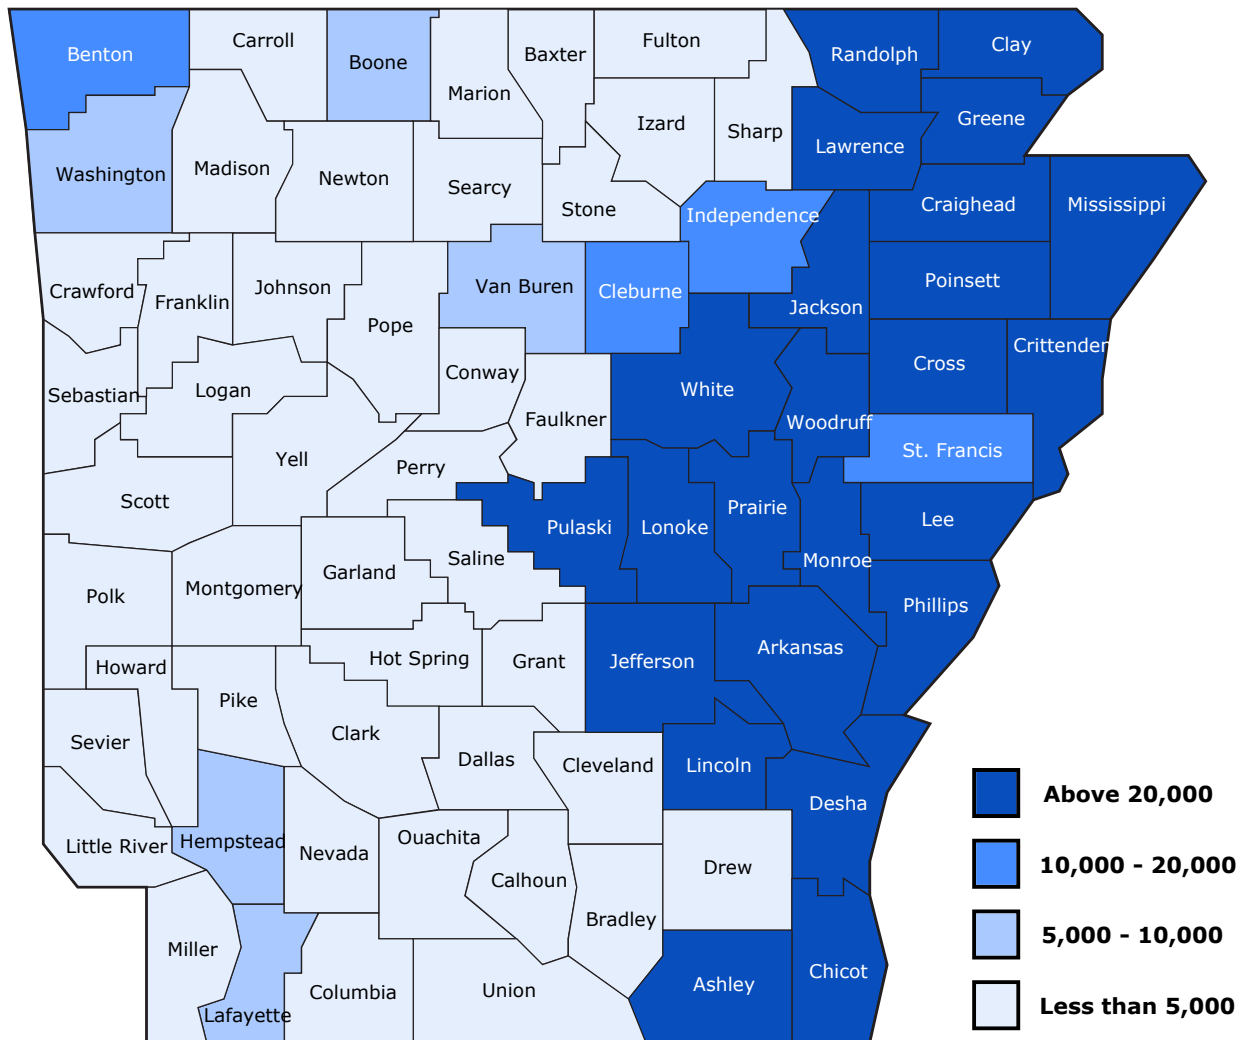 Benton
Carroll
Boone
Marion
Baxter
Fulton
Randolph
Clay
Izard
Sharp
Lawrence
Greene
Washington
Madison
Newton
Searcy
Stone
Independence
Craighead
Mississippi
Crawford
Franklin
Johnson
Pope
Van Buren
Cleburne
Jackson
Poinsett
Sebastian
Logan
Conway
Faulkner
White
Woodruff
Cross
Crittenden
Scott
Yell
Perry
Pulaski
Lonoke
Prairie
Monroe
St. Francis
Lee
Polk
Montgomery
Garland
Saline
Phillips
Howard
Pike
Hot Spring
Grant
Jefferson
Arkansas
Sevier
Clark
Dallas
Cleveland
Lincoln
Desha
Little River
Hempstead
Nevada
Ouachita
Calhoun
Bradley
Drew
Miller
Lafayette
Columbia
Union
Ashley
Chicot
Above 20,000
10,000 - 20,000
5,000 - 10,000
Less than 5,000